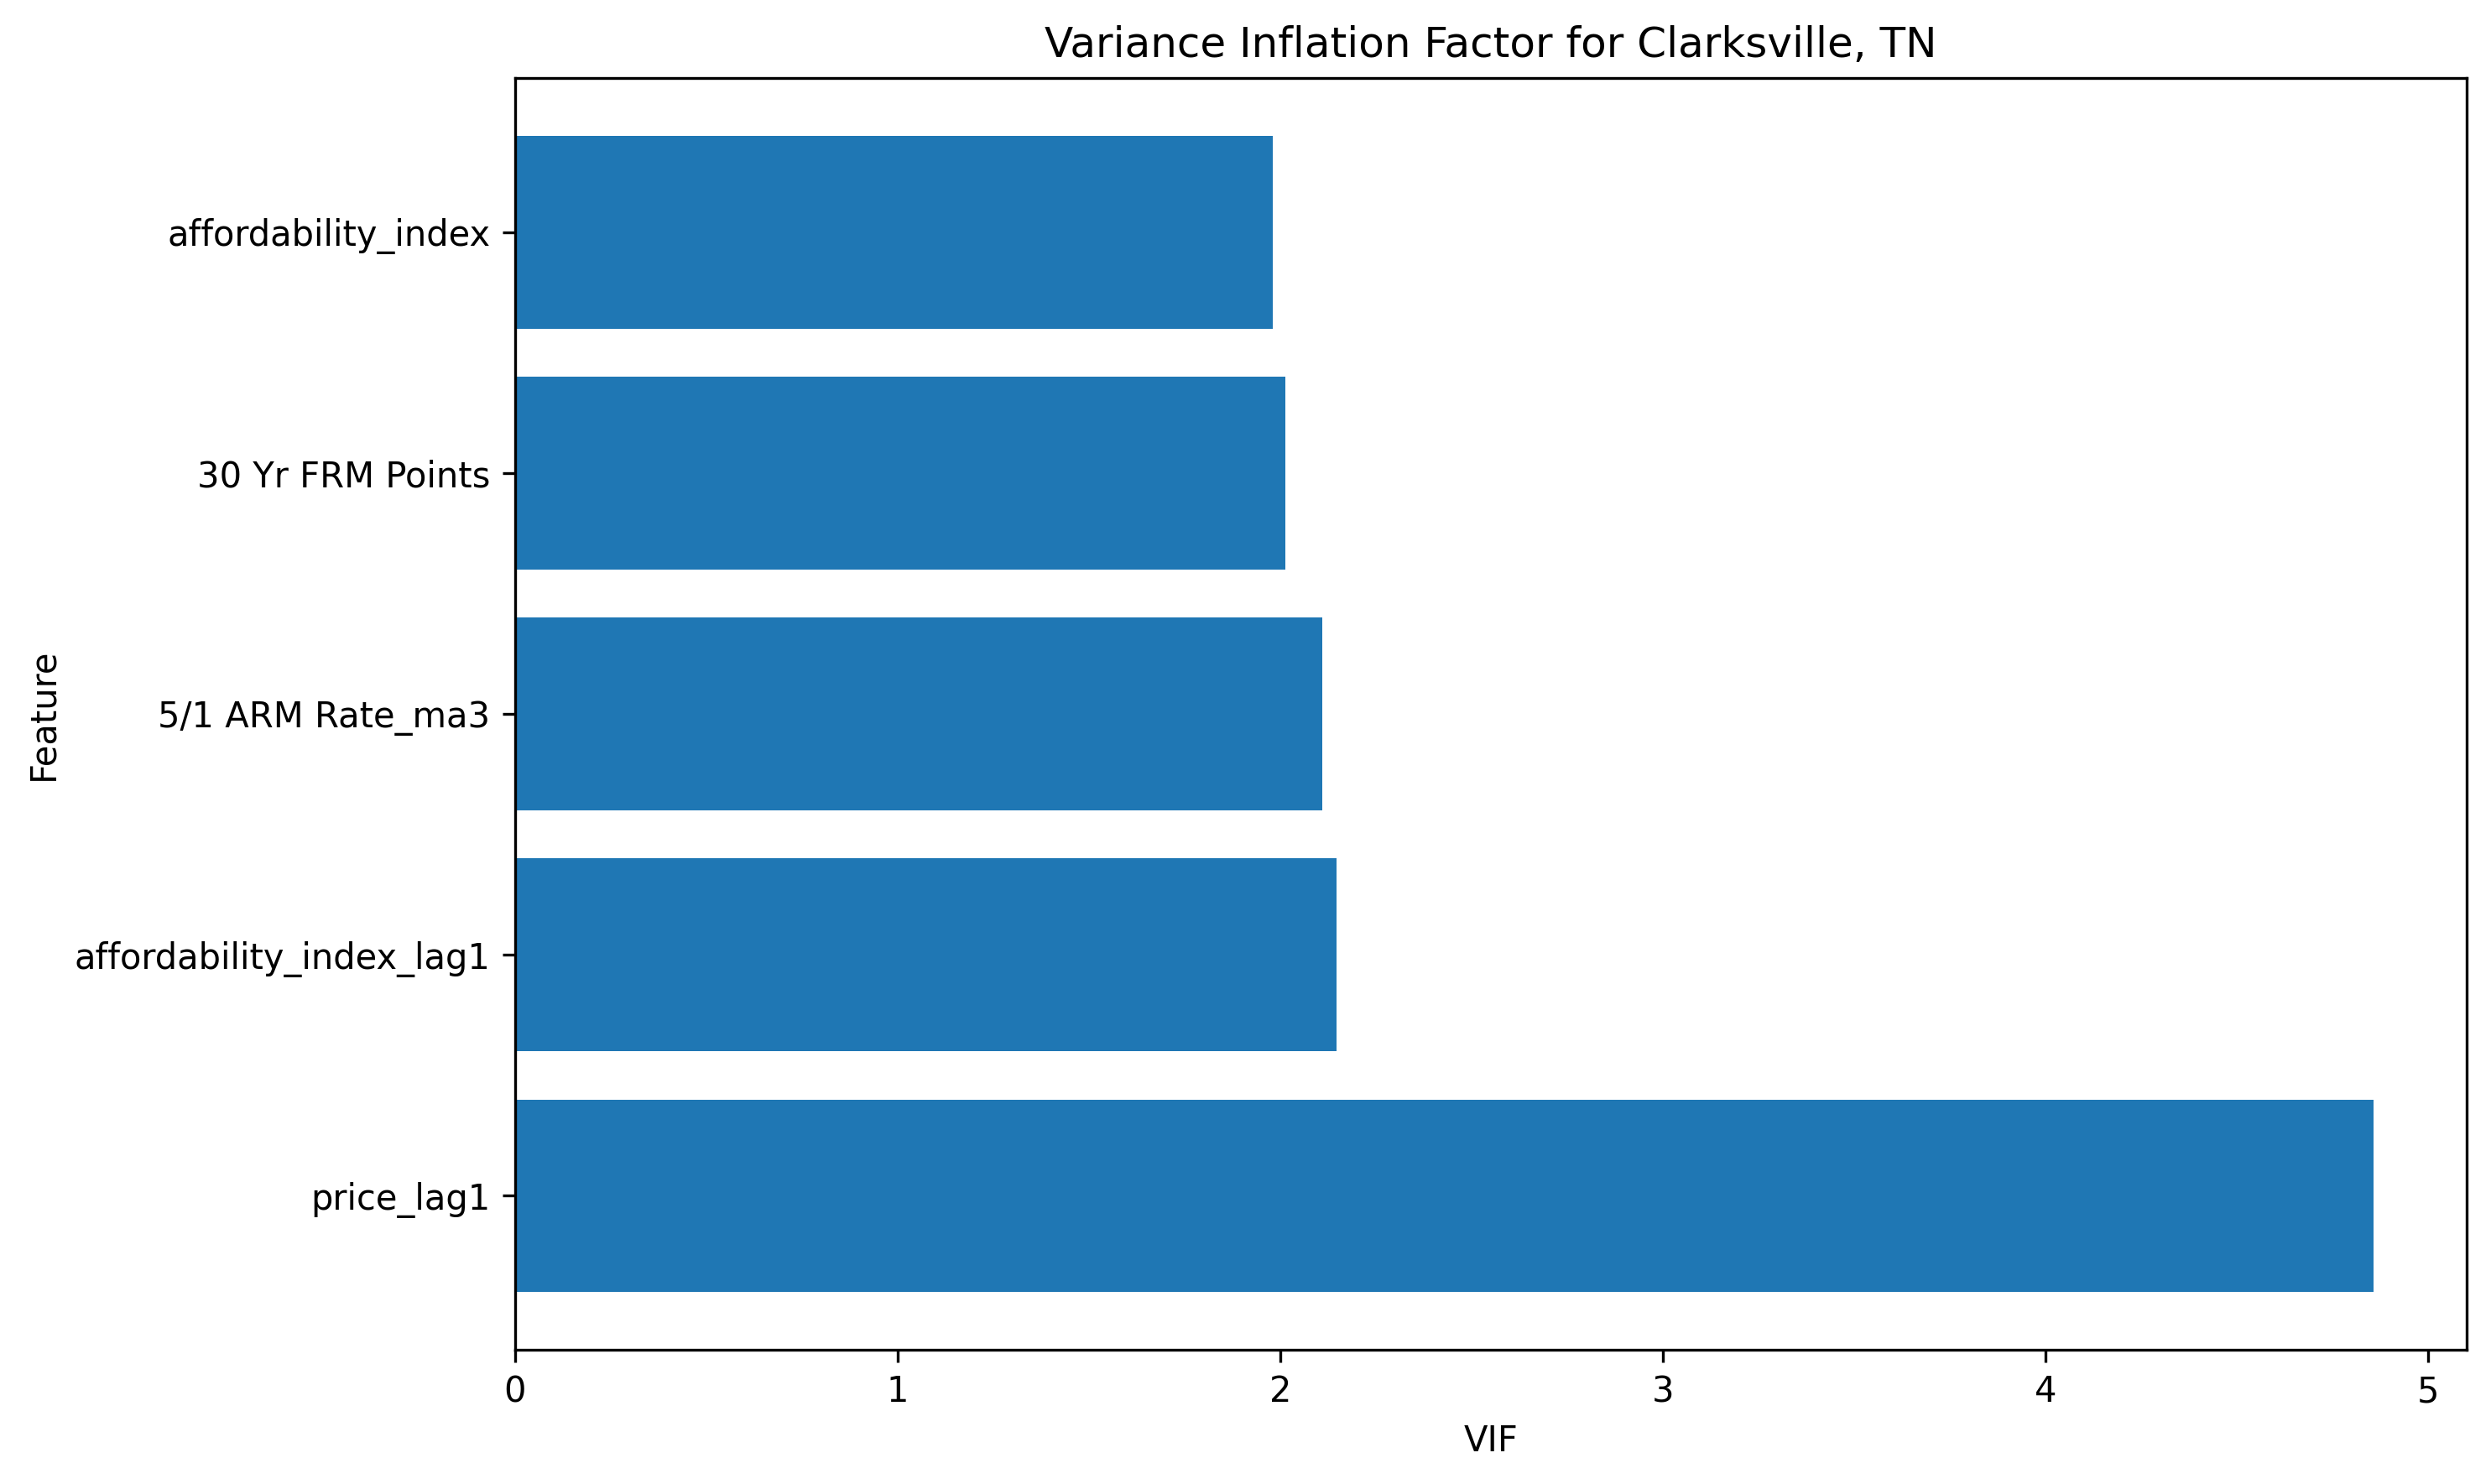 Variance Inflation Factor for Clarksville, TN
affordability_index
30 Yr FRM Points
5/1 ARM Rate_ma3
affordability_index_lag1
price_lag1
Feature
0 1 2 3 4 5
VIF